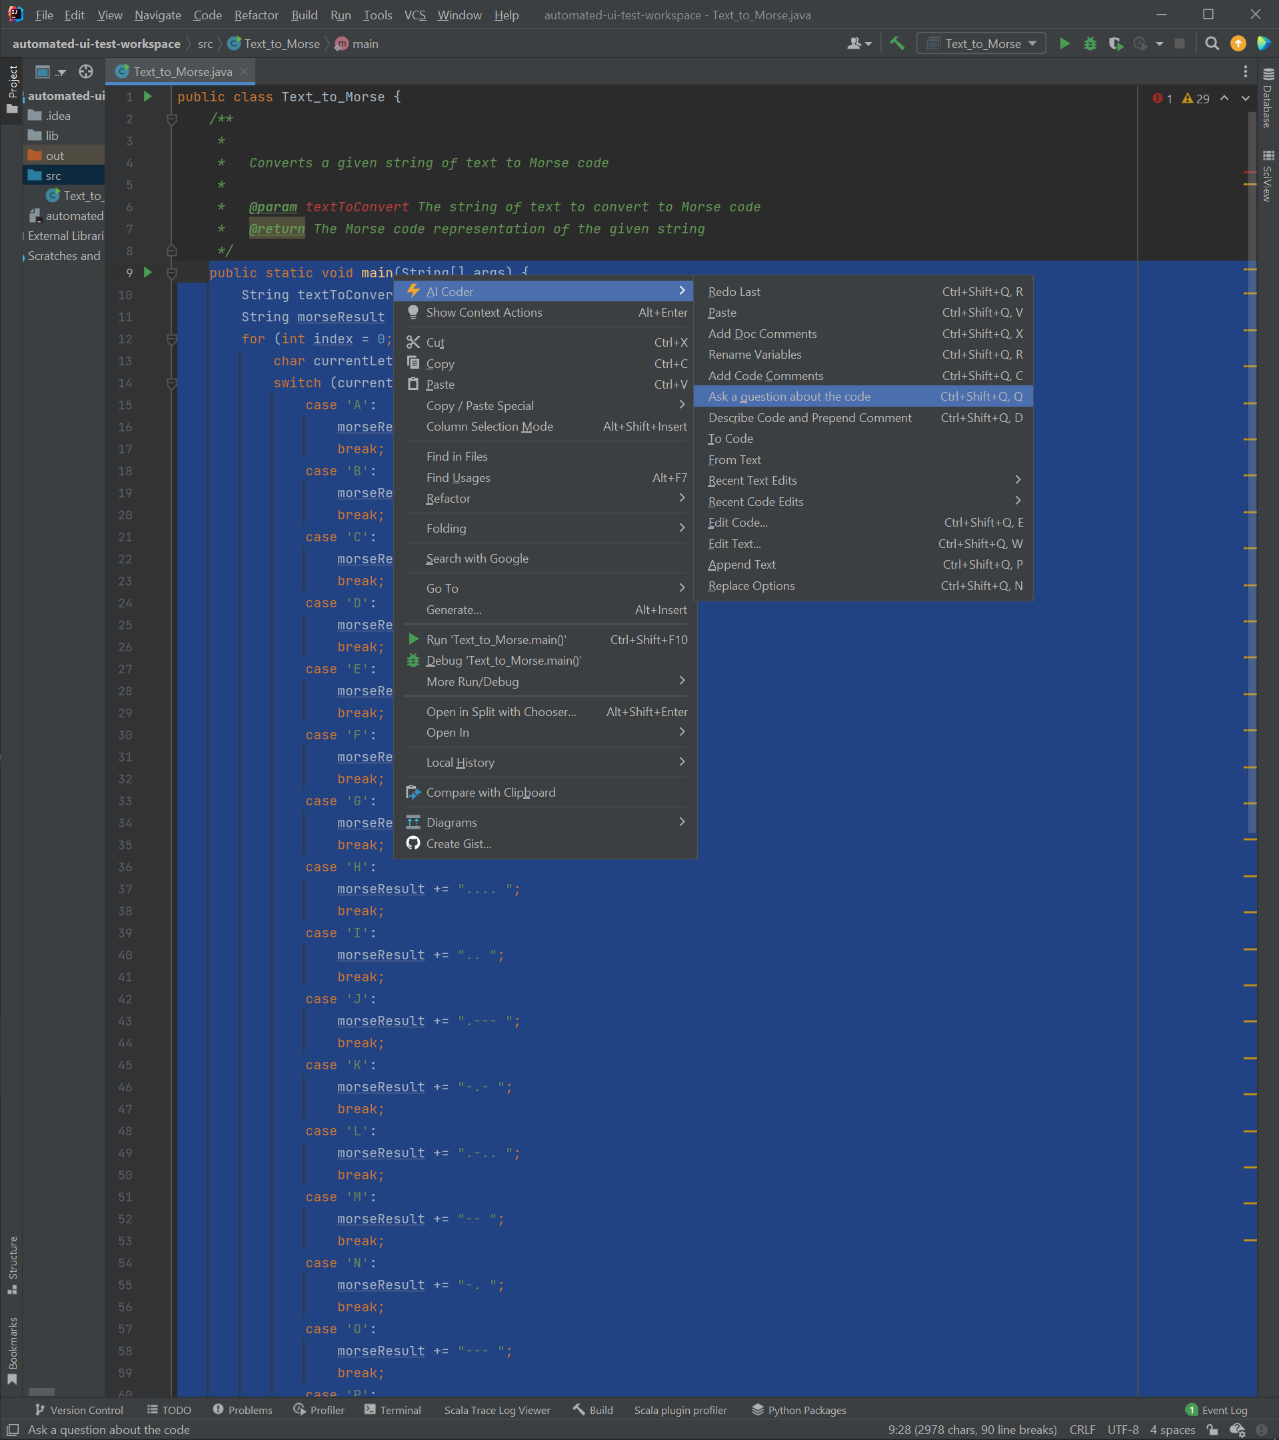 File Edit View Navigate Code Refactor Build Run Tools VCS Window Help automated-ui-test-workspace - Text_to_Morse.java
automated-ui-test-workspace src Text_to_Morse main Text_to_Morse
Project
Text_to_Morse.java
automated-ui
.idea
lib
out
src
Text_to_
automated
External Librari
Scratches and
Structure
Bookmarks
Database
SciView
1 29
1 public class Text_to_Morse {
2 /**
3 *
4 * Converts a given string of text to Morse code
5 *
6 * @param textToConvert The string of text to convert to Morse code
7 * @return The Morse code representation of the given string
8 */
9 public static void main(String[] args) {
10 String textToConver
11 String morseResult
12 for (int index = 0;
13 char currentLet
14 switch (current
15 case 'A':
16 morseRe
17 break;
18 case 'B':
19 morseRe
20 break;
21 case 'C':
22 morseRe
23 break;
24 case 'D':
25 morseRe
26 break;
27 case 'E':
28 morseRe
29 break;
30 case 'F':
31 morseRe
32 break;
33 case 'G':
34 morseRe
35 break;
36 case 'H':
37 morseResult += ".... ";
38 break;
39 case 'I':
40 morseResult += ".. ";
41 break;
42 case 'J':
43 morseResult += ".--- ";
44 break;
45 case 'K':
46 morseResult += "-.- ";
47 break;
48 case 'L':
49 morseResult += ".-.. ";
50 break;
51 case 'M':
52 morseResult += "-- ";
53 break;
54 case 'N':
55 morseResult += "-. ";
56 break;
57 case 'O':
58 morseResult += "--- ";
59 break;
60 case 'P':
AI Coder
Show Context Actions Alt+Enter
Cut Ctrl+X
Copy Ctrl+C
Paste Ctrl+V
Copy / Paste Special
Column Selection Mode Alt+Shift+Insert
Find in Files
Find Usages Alt+F7
Refactor
Folding
Search with Google
Go To
Generate... Alt+Insert
Run 'Text_to_Morse.main()' Ctrl+Shift+F10
Debug 'Text_to_Morse.main()'
More Run/Debug
Open in Split with Chooser... Alt+Shift+Enter
Open In
Local History
Compare with Clipboard
Diagrams
Create Gist...
Redo Last Ctrl+Shift+Q, R
Paste Ctrl+Shift+Q, V
Add Doc Comments Ctrl+Shift+Q, X
Rename Variables Ctrl+Shift+Q, R
Add Code Comments Ctrl+Shift+Q, C
Ask a question about the code Ctrl+Shift+Q, Q
Describe Code and Prepend Comment Ctrl+Shift+Q, D
To Code
From Text
Recent Text Edits
Recent Code Edits
Edit Code... Ctrl+Shift+Q, E
Edit Text... Ctrl+Shift+Q, W
Append Text Ctrl+Shift+Q, P
Replace Options Ctrl+Shift+Q, N
Version Control TODO Problems Profiler Terminal Scala Trace Log Viewer Build Scala plugin profiler Python Packages 1 Event Log
Ask a question about the code 9:28 (2978 chars, 90 line breaks) CRLF UTF-8 4 spaces